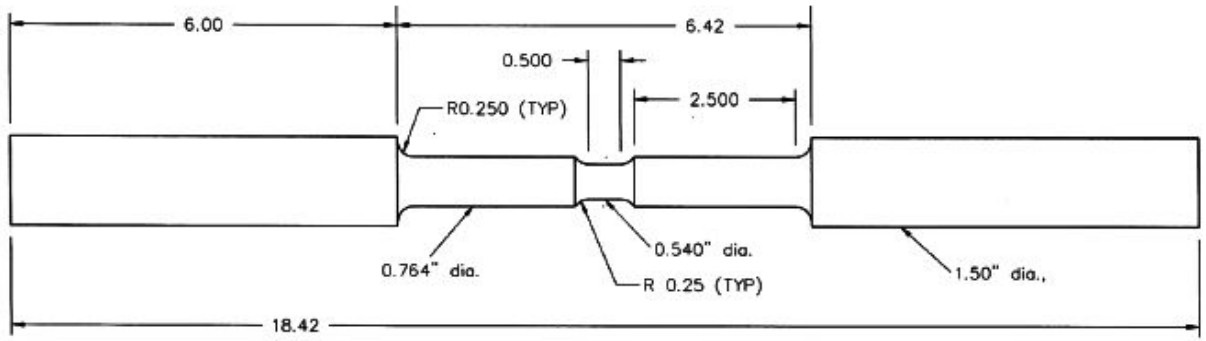 6.00
6.42
0.500
R0.250 (TYP)
2.500
0.764" dia.
0.540" dia.
R 0.25 (TYP)
1.50" dia.,
18.42